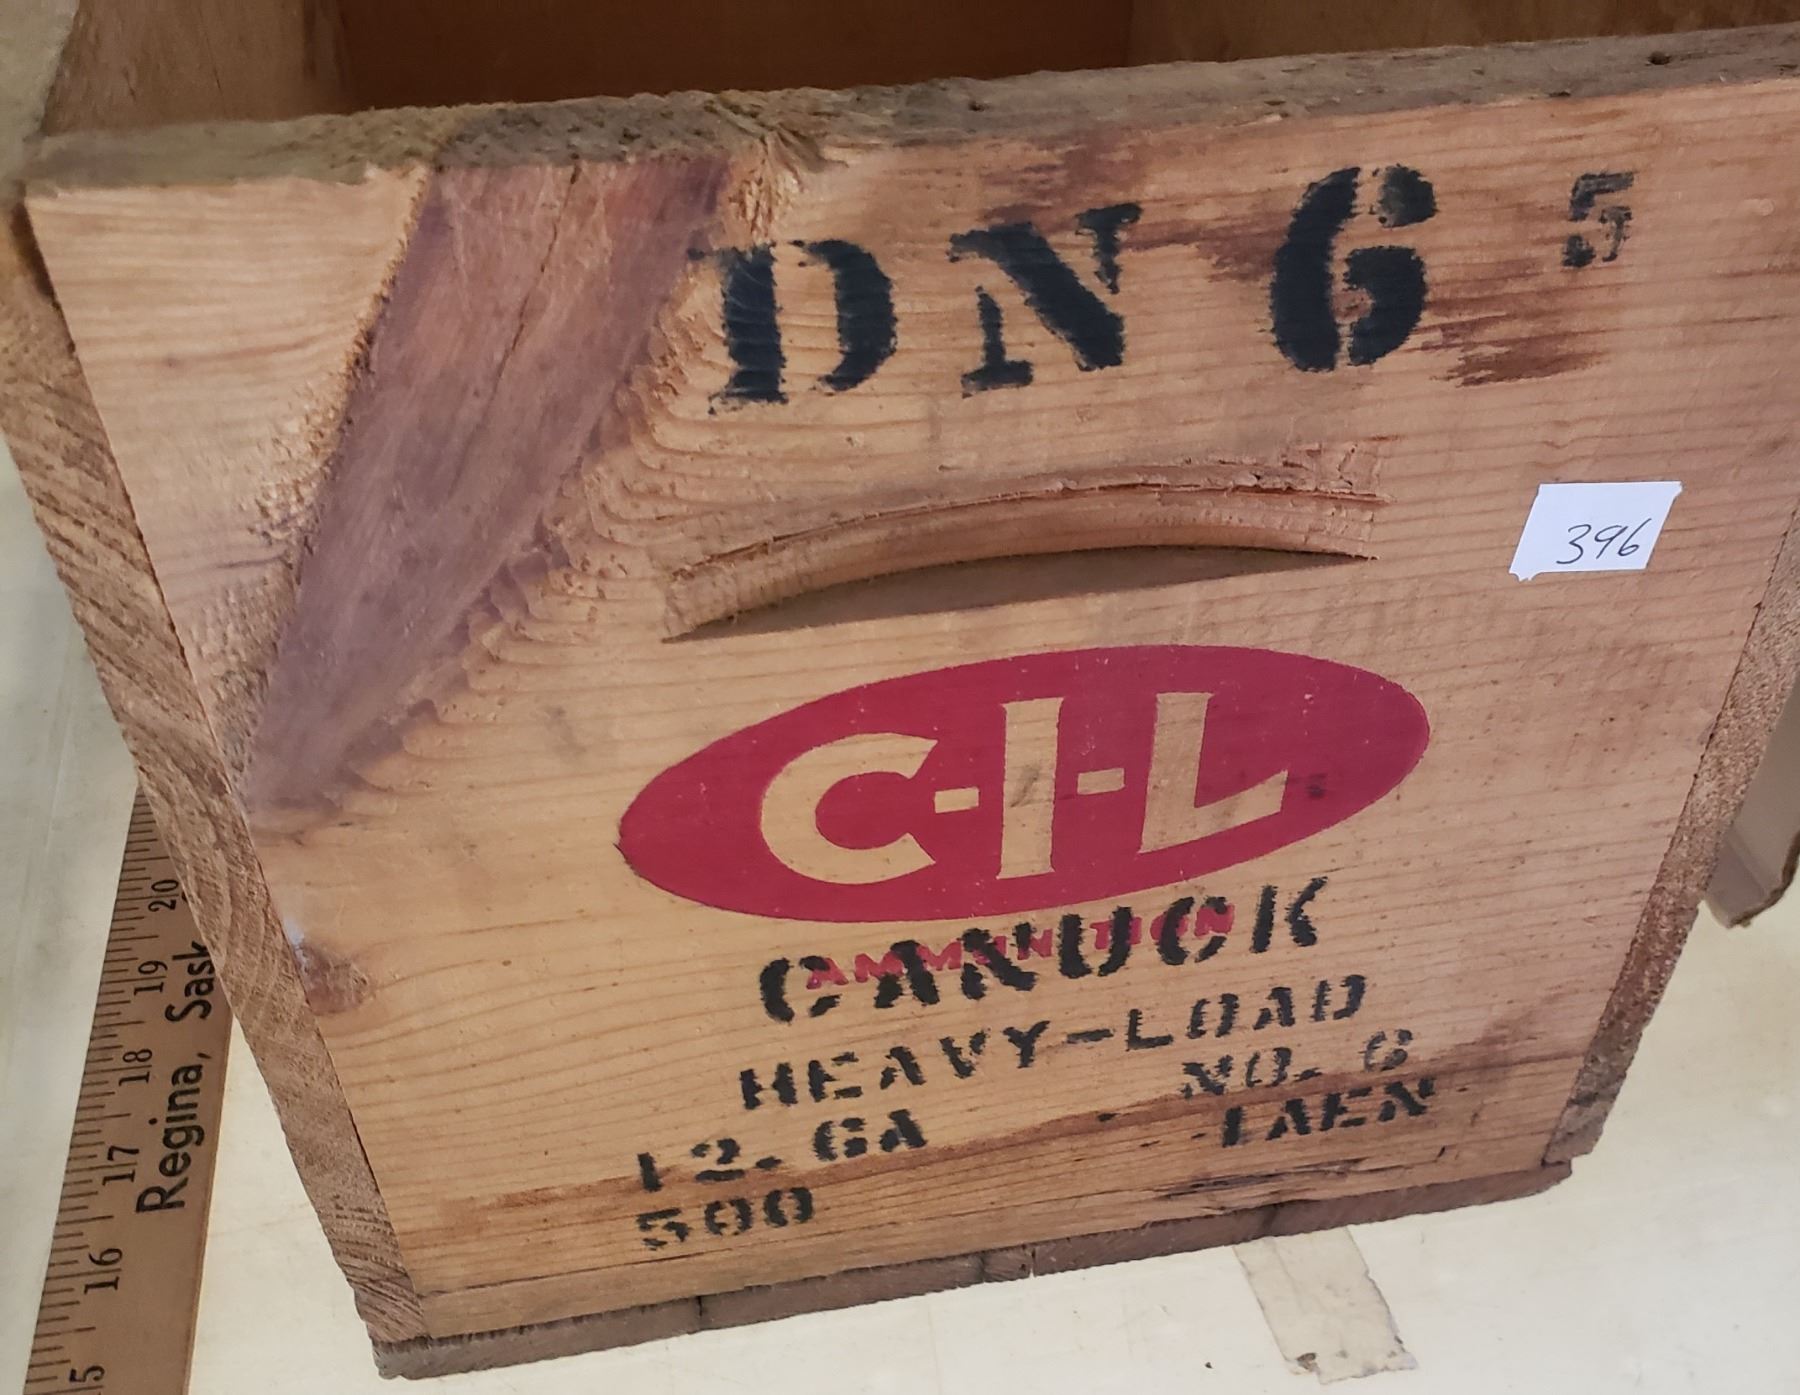 DN 6 5
396
C-I-L
AMMUNITION
CANUCK
HEAVY-LOAD
12. GA NO. 6
500
20
19
18
17
16
15
Regina, Sask